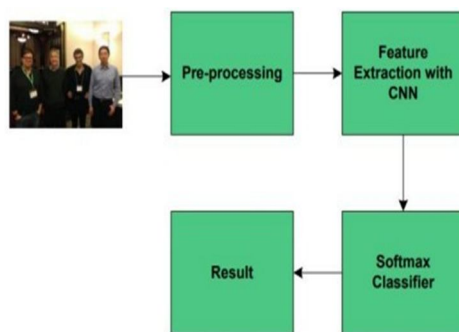 Pre-processing
Feature
Extraction with
CNN
Softmax
Classifier
Result